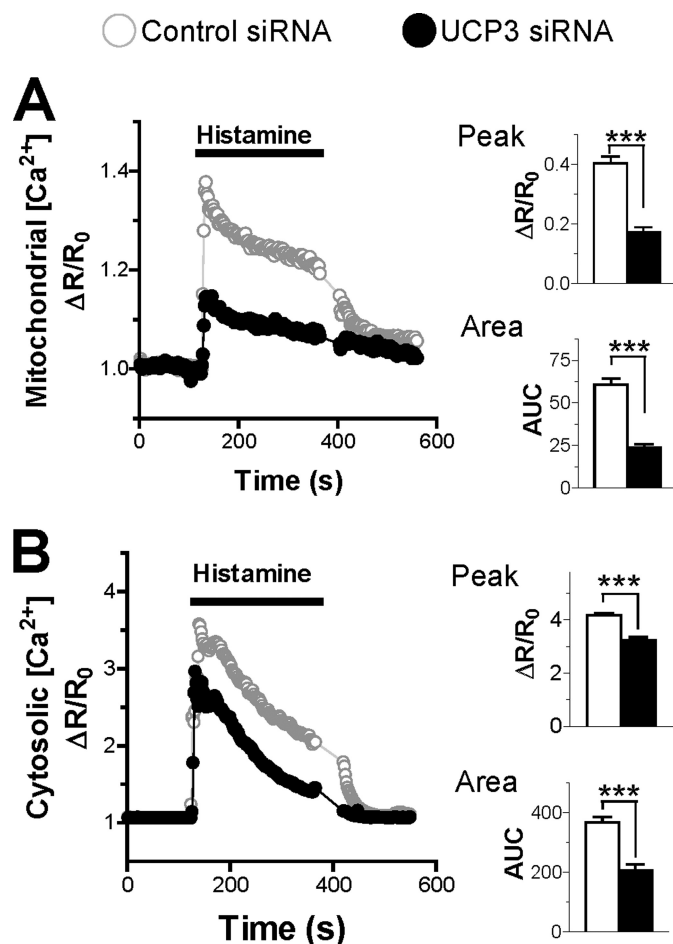 Control siRNA UCP3 siRNA
A
Histamine
Mitochondrial [Ca²⁺]
ΔR/R₀
1.4
1.2
1.0
0 200 400 600
Time (s)
Peak
***
ΔR/R₀
0.4
0.2
0.0
Area
***
AUC
75
50
25
0
B
Histamine
Cytosolic [Ca²⁺]
ΔR/R₀
4
3
2
1
0 200 400 600
Time (s)
Peak
***
ΔR/R₀
4
2
0
Area
***
AUC
400
200
0